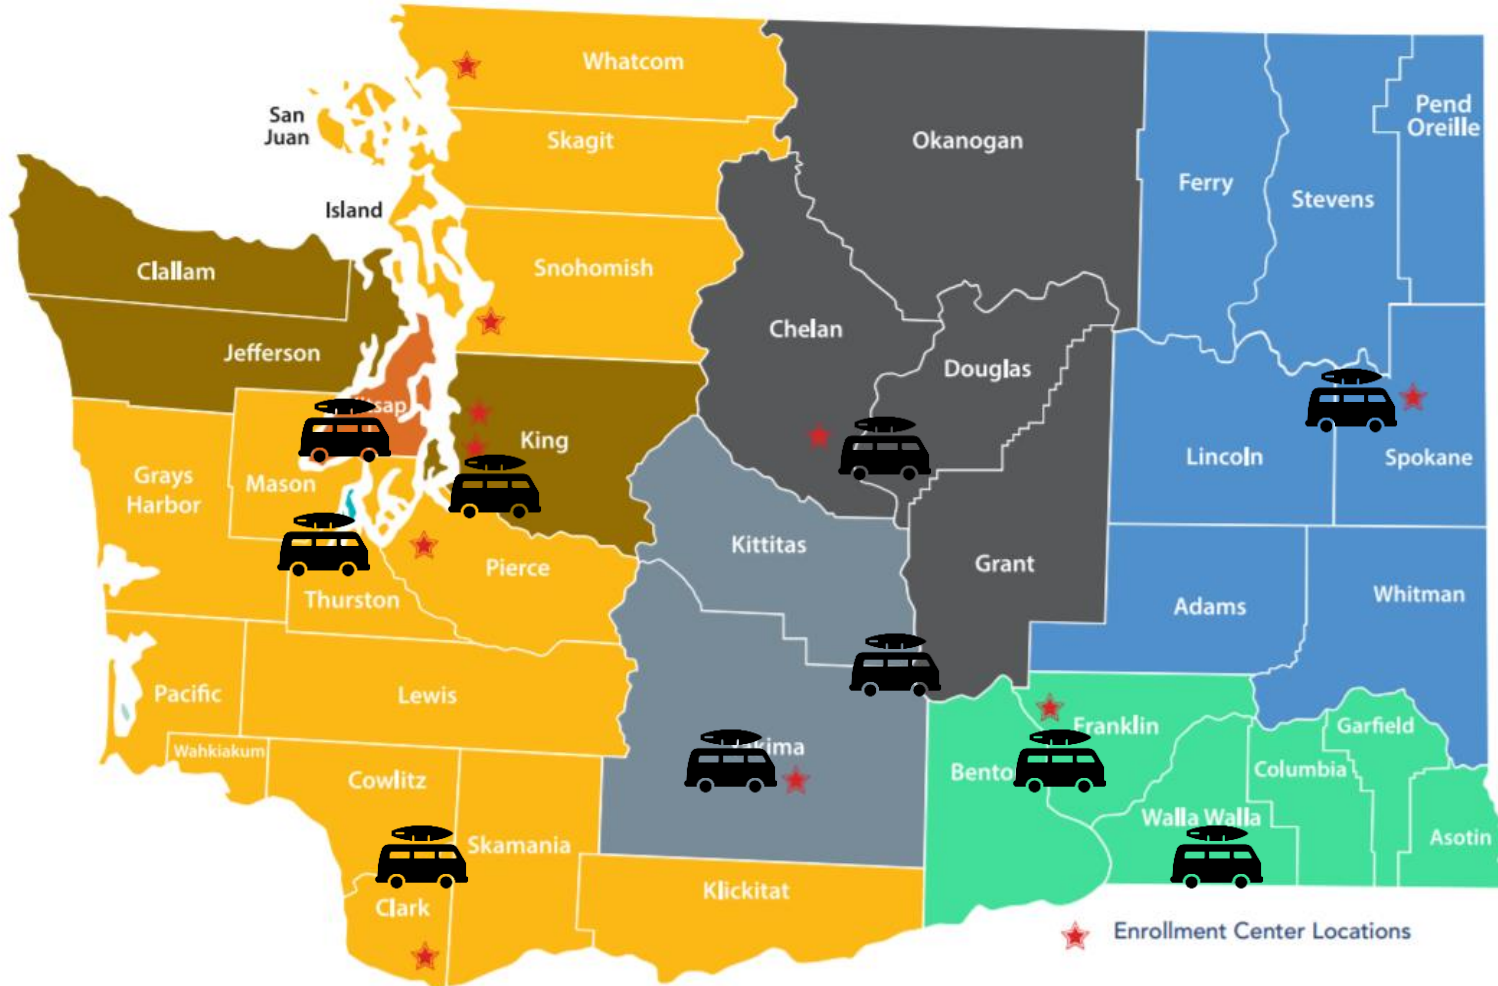 Whatcom
San
Juan
Skagit
Okanogan
Pend
Oreille
Ferry
Stevens
Island
Snohomish
Clallam
Chelan
Jefferson
Douglas
King
Lincoln
Spokane
Grays
Harbor
Mason
Kittitas
Grant
Pierce
Thurston
Adams
Whitman
Pacific
Lewis
Wahkiakum
Franklin
Garfield
Cowlitz
Columbia
Walla Walla
Skamania
Asotin
Klickitat
Clark
Enrollment Center Locations